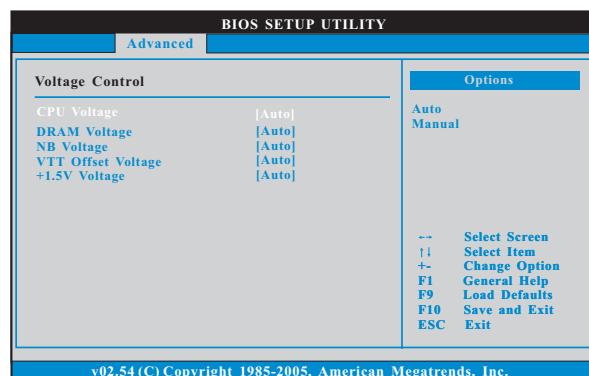 BIOS SETUP UTILITY
Advanced
Voltage Control
CPU Voltage [Auto]
DRAM Voltage [Auto]
NB Voltage [Auto]
VTT Offset Voltage [Auto]
+1.5V Voltage [Auto]
Options
Auto
Manual
←→ Select Screen
↑↓ Select Item
+- Change Option
F1 General Help
F9 Load Defaults
F10 Save and Exit
ESC Exit
v02.54 (C) Copyright 1985-2005, American Megatrends, Inc.